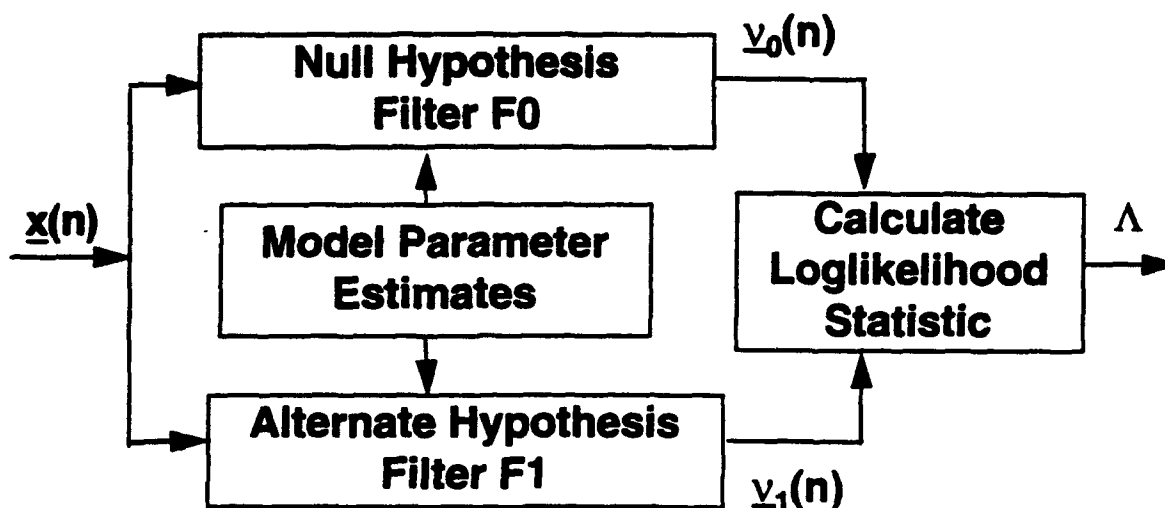 Null Hypothesis
Filter F0
ν₀(n)
x(n)
Model Parameter
Estimates
Calculate
Loglikelihood
Statistic
Λ
Alternate Hypothesis
Filter F1
ν₁(n)